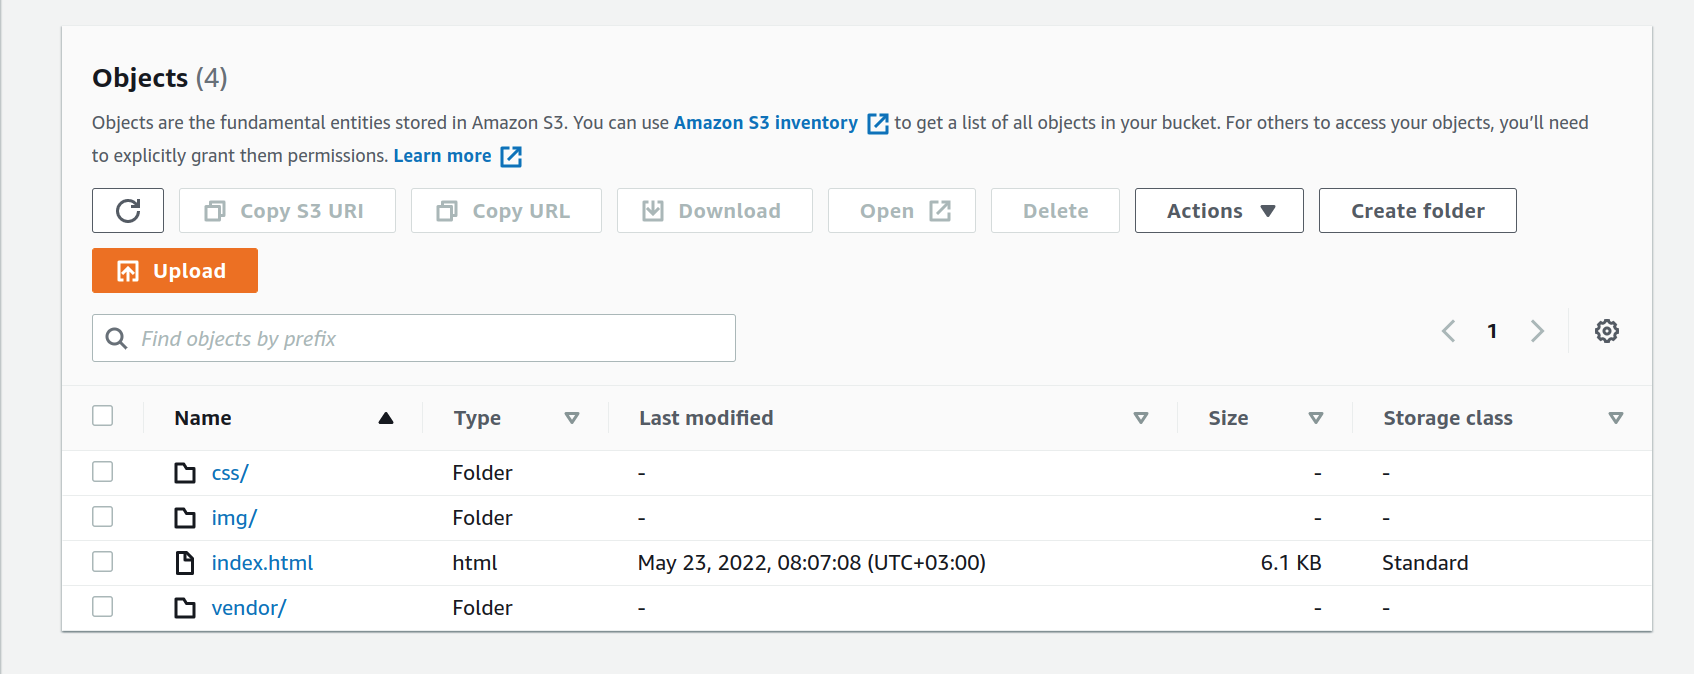 Objects (4)
Objects are the fundamental entities stored in Amazon S3. You can use Amazon S3 inventory to get a list of all objects in your bucket. For others to access your objects, you’ll need
to explicitly grant them permissions. Learn more
Copy S3 URI Copy URL Download Open Delete Actions Create folder
Upload
Find objects by prefix 1
Name Type Last modified Size Storage class
css/ Folder - - -
img/ Folder - - -
index.html html May 23, 2022, 08:07:08 (UTC+03:00) 6.1 KB Standard
vendor/ Folder - - -